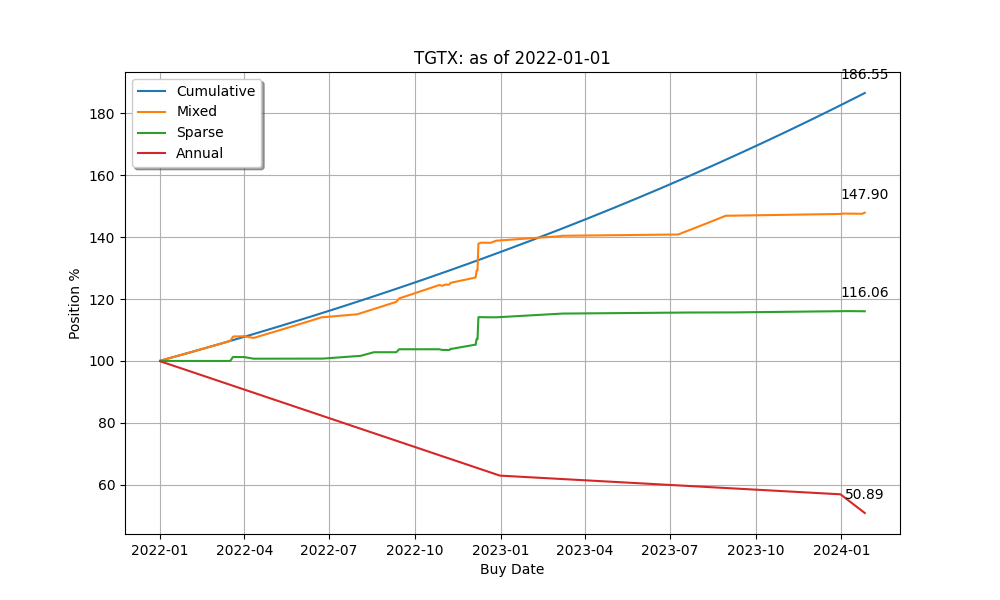 TGTX: as of 2022-01-01
Cumulative
Mixed
Sparse
Annual
186.55
147.90
116.06
50.89
Position %
180
160
140
120
100
80
60
2022-01 2022-04 2022-07 2022-10 2023-01 2023-04 2023-07 2023-10 2024-01
Buy Date